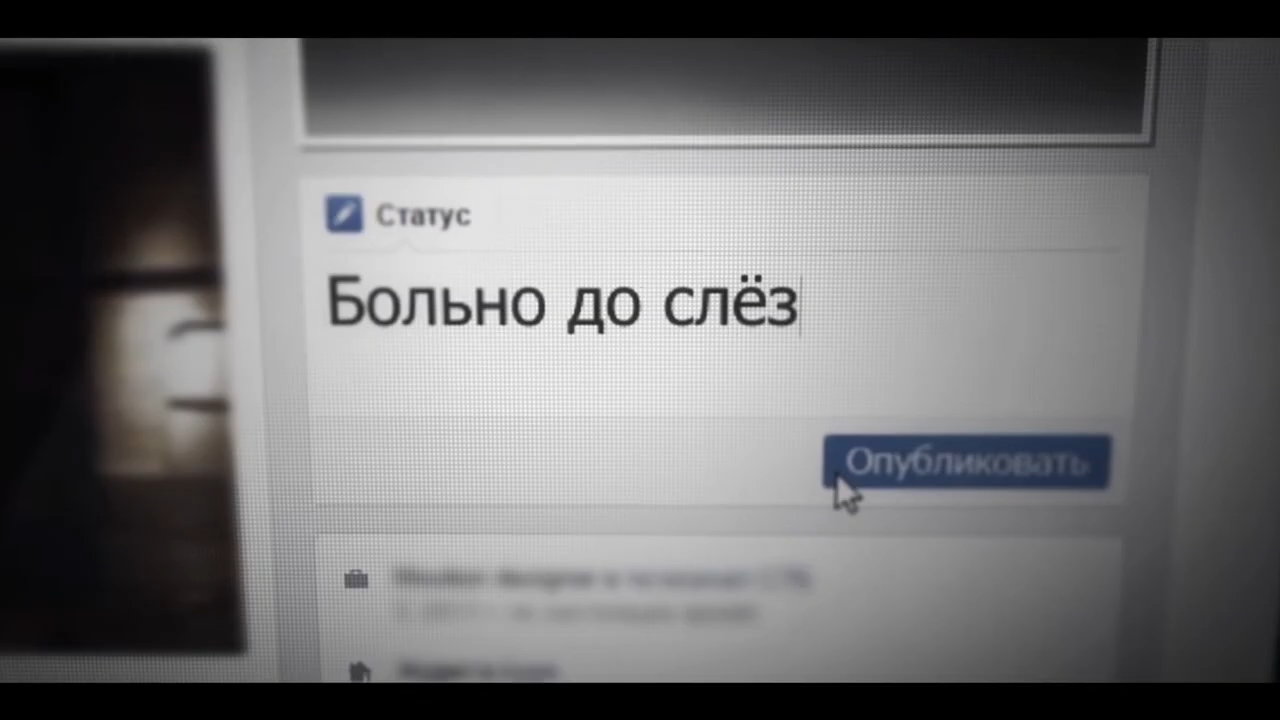 Статус
Больно до слёз
Опубликовать